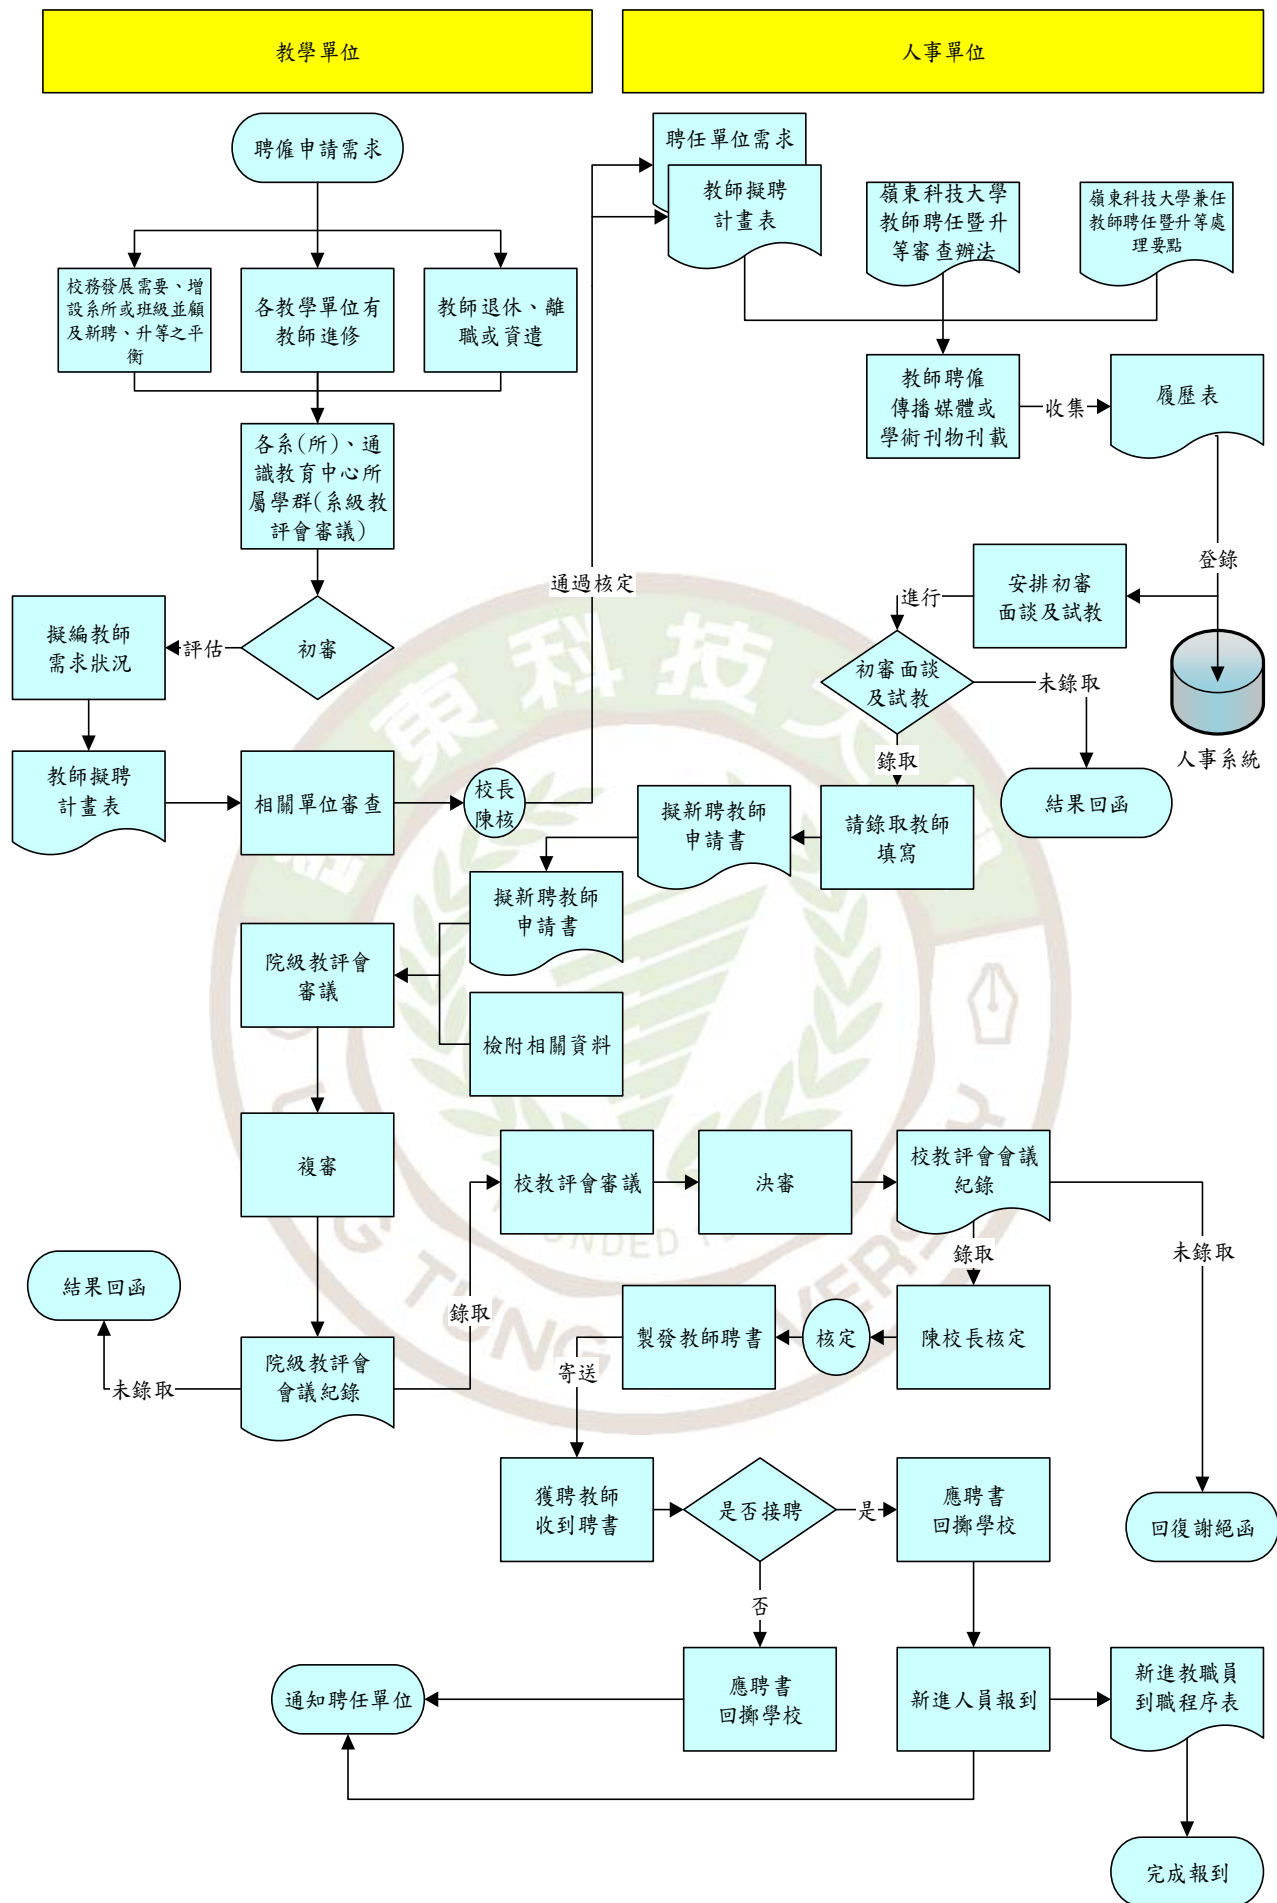 教學單位
人事單位
聘僱申請需求
校務發展需要、增
設系所或班級並顧
及新聘、升等之平
衡
各教學單位有
教師進修
教師退休、離
職或資遣
各系(所)、通
識教育中心所
屬學群(系級教
評會審議)
初審
評估
擬編教師
需求狀況
教師擬聘
計畫表
相關單位審查
校長
陳核
通過核定
聘任單位需求
教師擬聘
計畫表
嶺東科技大學
教師聘任暨升
等審查辦法
嶺東科技大學兼任
教師聘任暨升等處
理要點
教師聘僱
傳播媒體或
學術刊物刊載
收集
履歷表
登錄
人事系統
安排初審
面談及試教
進行
初審面談
及試教
未錄取
結果回函
錄取
請錄取教師
填寫
擬新聘教師
申請書
擬新聘教師
申請書
檢附相關資料
院級教評會
審議
複審
院級教評會
會議紀錄
未錄取
結果回函
錄取
校教評會審議
決審
校教評會會議
紀錄
未錄取
回復謝絕函
錄取
陳校長核定
核定
製發教師聘書
寄送
獲聘教師
收到聘書
是否接聘
是
應聘書
回擲學校
否
應聘書
回擲學校
通知聘任單位
新進人員報到
新進教職員
到職程序表
完成報到
東科技大
TUNG